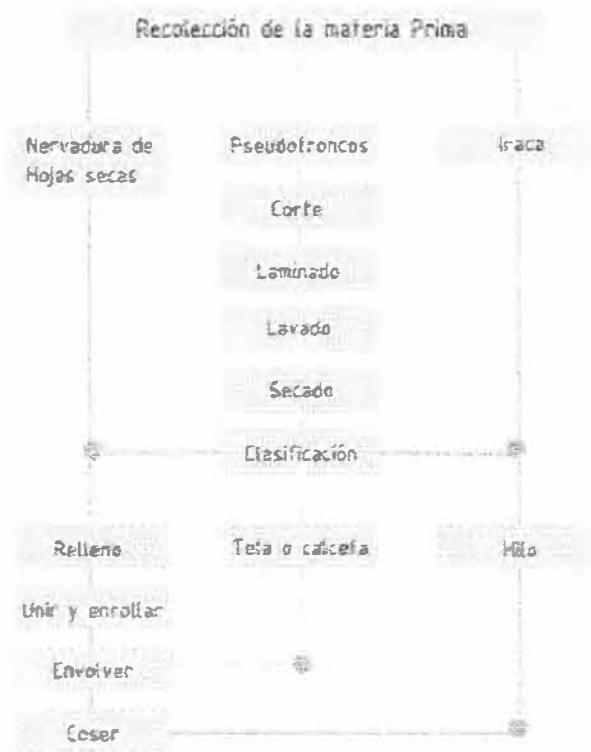 Recolección de la materia Prima
Nervadura de
Hojas secas
Pseudotroncos
Iraca
Corte
Laminado
Lavado
Secado
Clasificación
Relleno
Tela o calceta
Hilo
Unir y enrollar
Envolver
Coser